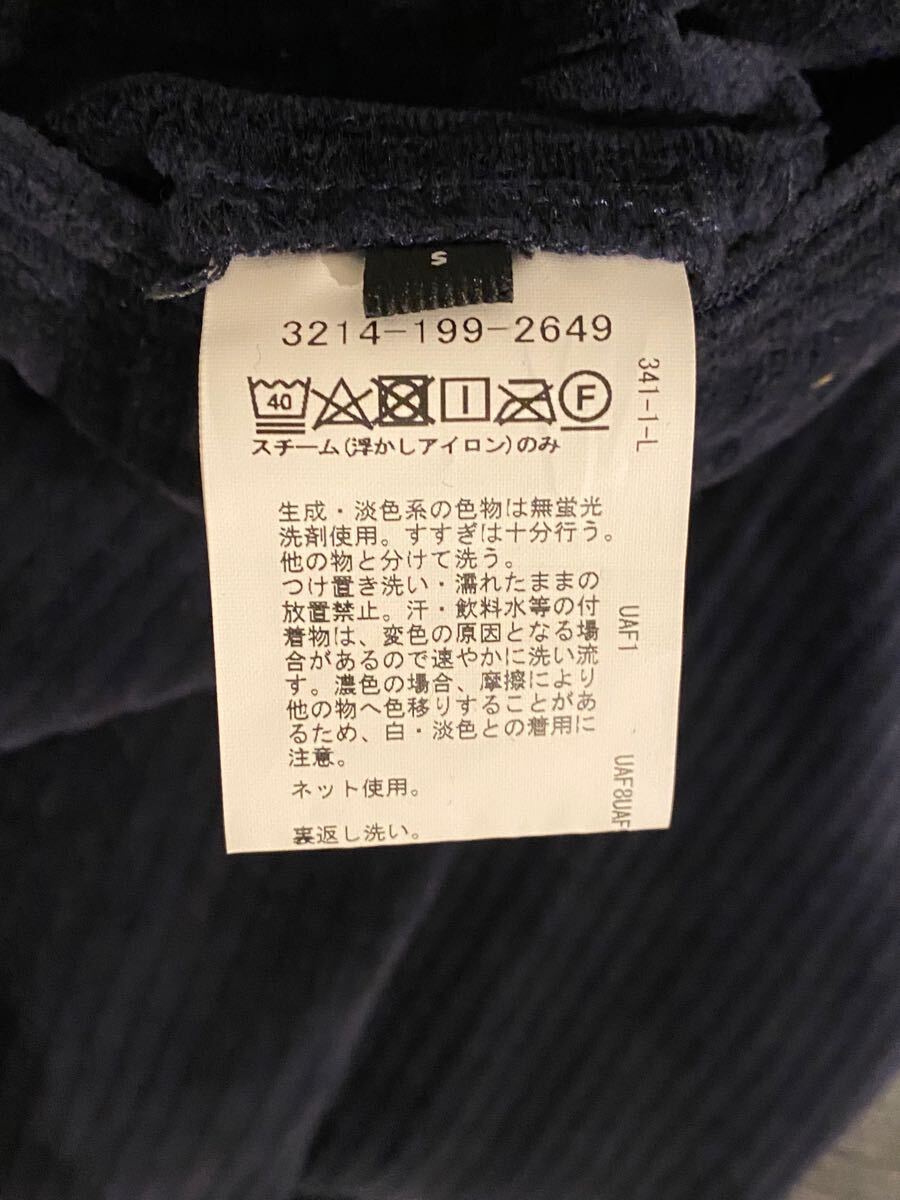 S
3214-199-2649
40
F
スチーム(浮かしアイロン)のみ
生成・淡色系の色物は無蛍光
洗剤使用。すすぎは十分行う。
他の物と分けて洗う。
つけ置き洗い・濡れたままの
放置禁止。汗・飲料水等の付
着物は、変色の原因となる場
合があるので速やかに洗い流
す。濃色の場合、摩擦により
他の物へ色移りすることがあ
るため、白・淡色との着用に
注意。
ネット使用。
裏返し洗い。
341-1-L
UAF1
UAF8UAF